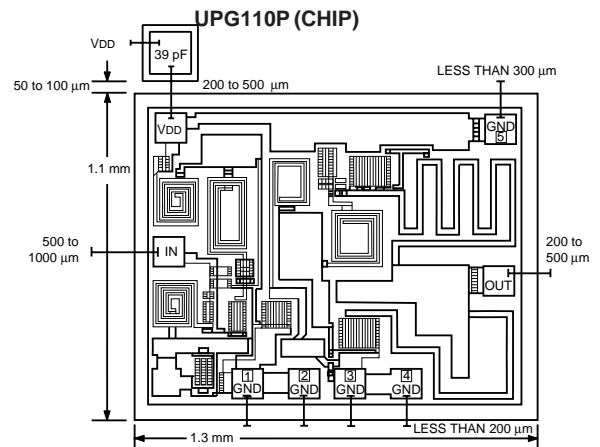 UPG110P (CHIP)
VDD
39 pF
50 to 100 µm
200 to 500 µm
LESS THAN 300 µm
VDD
GND
5
1.1 mm
500 to
1000 µm
IN
200 to
500 µm
OUT
1
GND
2
GND
3
GND
4
GND
LESS THAN 200 µm
1.3 mm